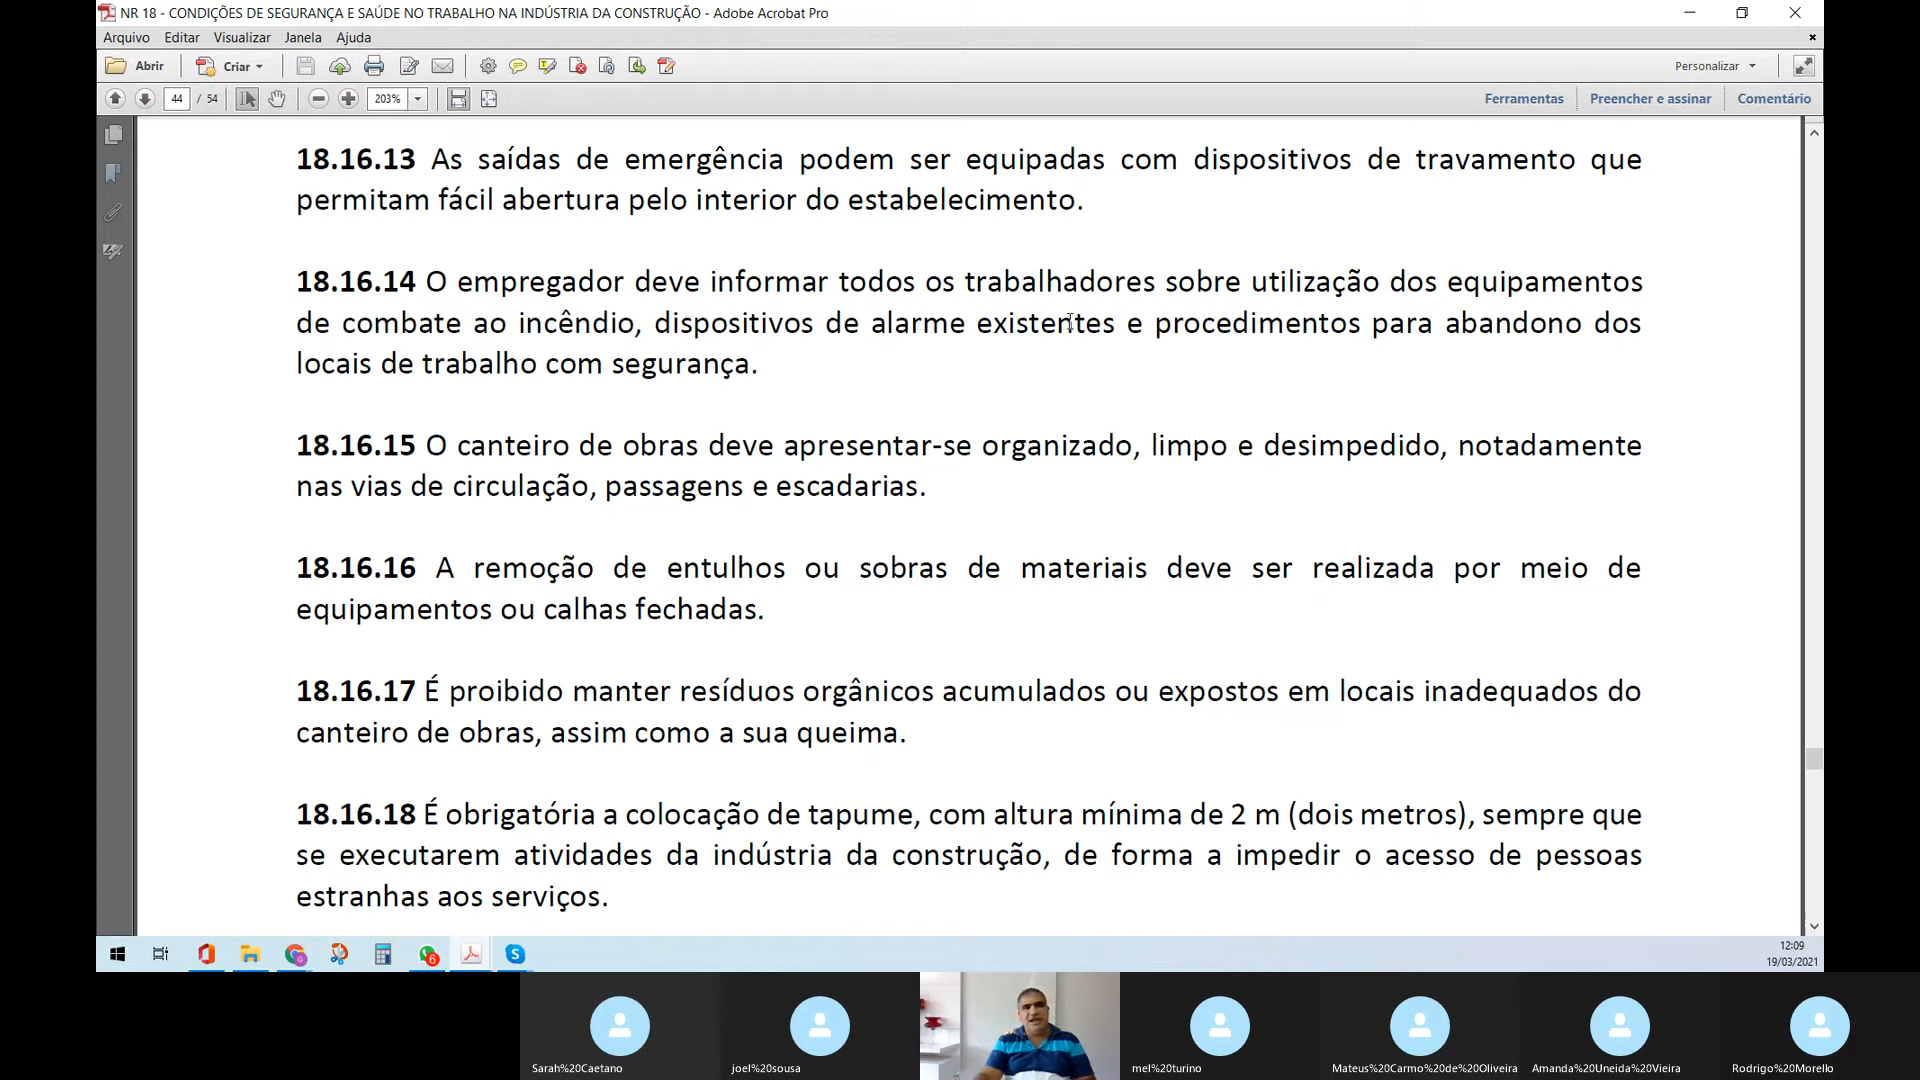 NR 18 - CONDIÇÕES DE SEGURANÇA E SAÚDE NO TRABALHO NA INDÚSTRIA DA CONSTRUÇÃO - Adobe Acrobat Pro
Arquivo Editar Visualizar Janela Ajuda
Abrir Criar Personalizar
44 / 54 203% Ferramentas Preencher e assinar Comentário
18.16.13 As saídas de emergência podem ser equipadas com dispositivos de travamento que
permitam fácil abertura pelo interior do estabelecimento.
18.16.14 O empregador deve informar todos os trabalhadores sobre utilização dos equipamentos
de combate ao incêndio, dispositivos de alarme existentes e procedimentos para abandono dos
locais de trabalho com segurança.
18.16.15 O canteiro de obras deve apresentar-se organizado, limpo e desimpedido, notadamente
nas vias de circulação, passagens e escadarias.
18.16.16 A remoção de entulhos ou sobras de materiais deve ser realizada por meio de
equipamentos ou calhas fechadas.
18.16.17 É proibido manter resíduos orgânicos acumulados ou expostos em locais inadequados do
canteiro de obras, assim como a sua queima.
18.16.18 É obrigatória a colocação de tapume, com altura mínima de 2 m (dois metros), sempre que
se executarem atividades da indústria da construção, de forma a impedir o acesso de pessoas
estranhas aos serviços.
6
12:09
19/03/2021
Sarah%20Caetano joel%20sousa mel%20turino Mateus%20Carmo%20de%20Oliveira Amanda%20Uneida%20Vieira Rodrigo%20Morello